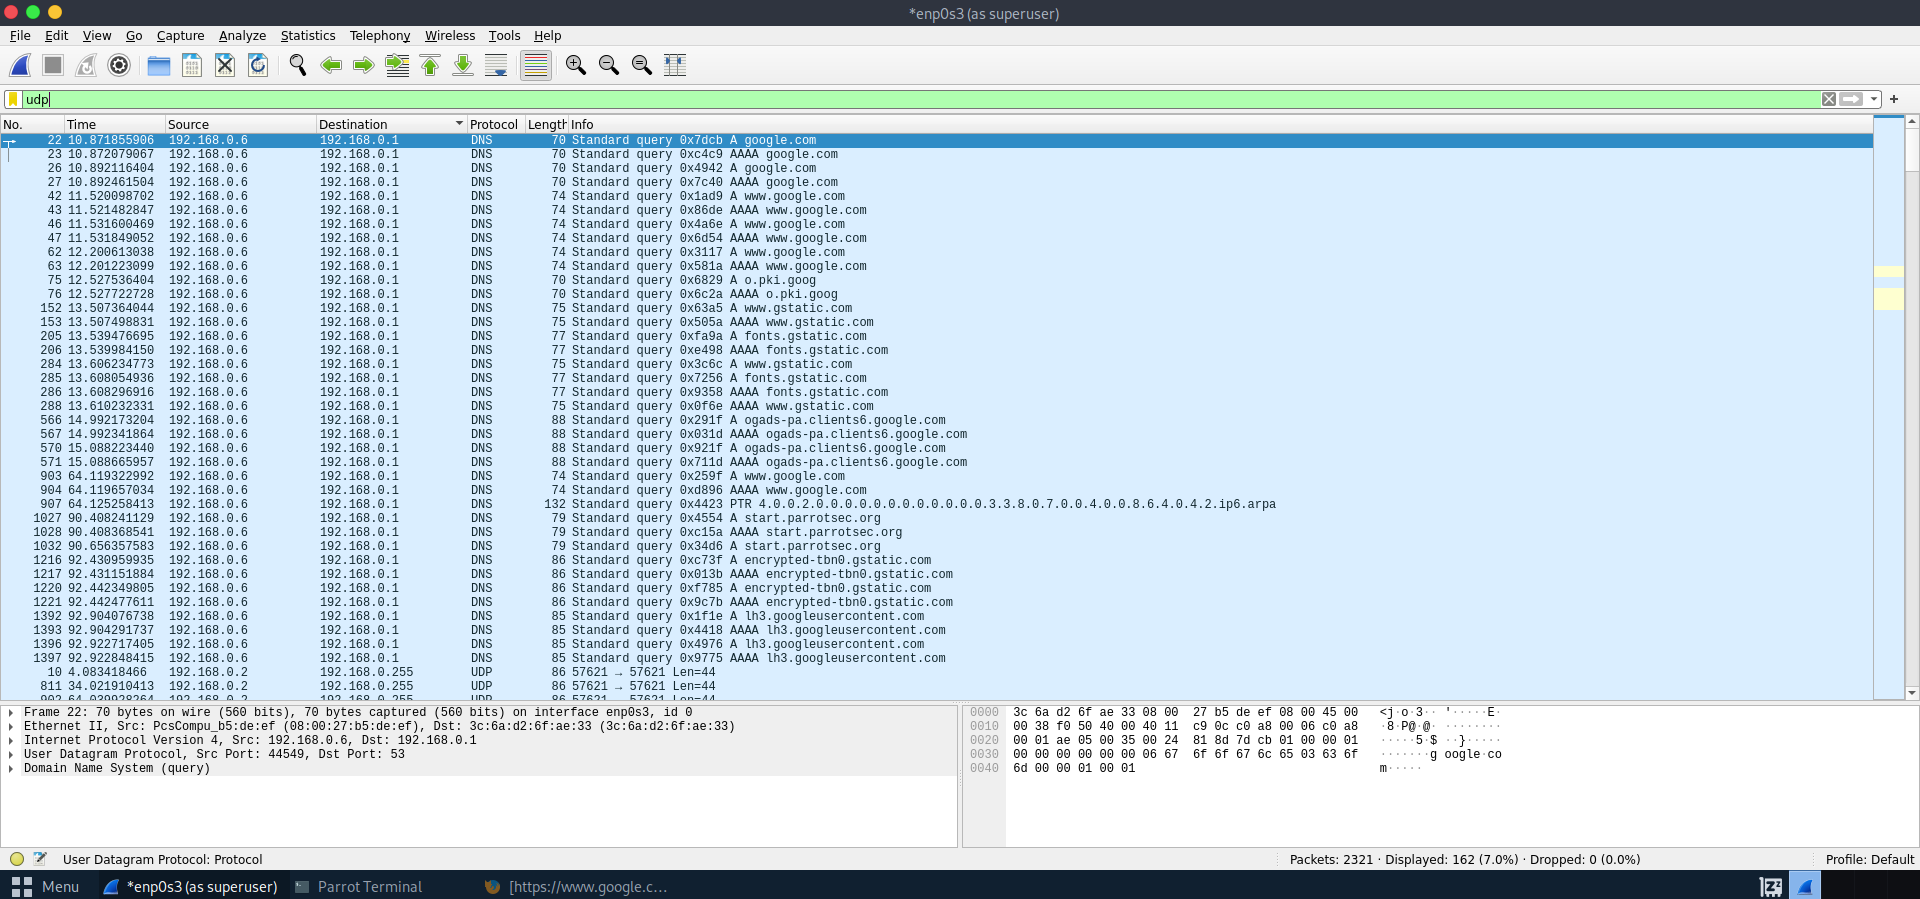 *enp0s3 (as superuser)
File Edit View Go Capture Analyze Statistics Telephony Wireless Tools Help
udp
No. Time Source Destination Protocol Length Info
22 10.871855906 192.168.0.6 192.168.0.1 DNS 70 Standard query 0x7dcb A google.com
23 10.872079067 192.168.0.6 192.168.0.1 DNS 70 Standard query 0xc4c9 AAAA google.com
26 10.892116404 192.168.0.6 192.168.0.1 DNS 70 Standard query 0x4942 A google.com
27 10.892461504 192.168.0.6 192.168.0.1 DNS 70 Standard query 0x7c40 AAAA google.com
42 11.520098702 192.168.0.6 192.168.0.1 DNS 74 Standard query 0x1ad9 A www.google.com
43 11.521482847 192.168.0.6 192.168.0.1 DNS 74 Standard query 0x86de AAAA www.google.com
46 11.531600469 192.168.0.6 192.168.0.1 DNS 74 Standard query 0x4a6e A www.google.com
47 11.531849052 192.168.0.6 192.168.0.1 DNS 74 Standard query 0x6d54 AAAA www.google.com
62 12.200613038 192.168.0.6 192.168.0.1 DNS 74 Standard query 0x3117 A www.google.com
63 12.201223099 192.168.0.6 192.168.0.1 DNS 74 Standard query 0x581a AAAA www.google.com
75 12.527536404 192.168.0.6 192.168.0.1 DNS 70 Standard query 0x6829 A o.pki.goog
76 12.527722728 192.168.0.6 192.168.0.1 DNS 70 Standard query 0x6c2a AAAA o.pki.goog
152 13.507364044 192.168.0.6 192.168.0.1 DNS 75 Standard query 0x63a5 A www.gstatic.com
153 13.507498831 192.168.0.6 192.168.0.1 DNS 75 Standard query 0x505a AAAA www.gstatic.com
205 13.539476695 192.168.0.6 192.168.0.1 DNS 77 Standard query 0xfa9a A fonts.gstatic.com
206 13.539984150 192.168.0.6 192.168.0.1 DNS 77 Standard query 0xe498 AAAA fonts.gstatic.com
284 13.606234773 192.168.0.6 192.168.0.1 DNS 75 Standard query 0x3c6c A www.gstatic.com
285 13.608054936 192.168.0.6 192.168.0.1 DNS 77 Standard query 0x7256 A fonts.gstatic.com
286 13.608296916 192.168.0.6 192.168.0.1 DNS 77 Standard query 0x9358 AAAA fonts.gstatic.com
288 13.610232331 192.168.0.6 192.168.0.1 DNS 75 Standard query 0x0f6e AAAA www.gstatic.com
566 14.992173204 192.168.0.6 192.168.0.1 DNS 88 Standard query 0x291f A ogads-pa.clients6.google.com
567 14.992341864 192.168.0.6 192.168.0.1 DNS 88 Standard query 0x031d AAAA ogads-pa.clients6.google.com
570 15.088223440 192.168.0.6 192.168.0.1 DNS 88 Standard query 0x921f A ogads-pa.clients6.google.com
571 15.088665957 192.168.0.6 192.168.0.1 DNS 88 Standard query 0x711d AAAA ogads-pa.clients6.google.com
903 64.119322992 192.168.0.6 192.168.0.1 DNS 74 Standard query 0x259f A www.google.com
904 64.119657034 192.168.0.6 192.168.0.1 DNS 74 Standard query 0xd896 AAAA www.google.com
907 64.125258413 192.168.0.6 192.168.0.1 DNS 132 Standard query 0x4423 PTR 4.0.0.2.0.0.0.0.0.0.0.0.0.0.0.0.3.3.8.0.7.0.0.4.0.0.8.6.4.0.4.2.ip6.arpa
1027 90.408241129 192.168.0.6 192.168.0.1 DNS 79 Standard query 0x4554 A start.parrotsec.org
1028 90.408368541 192.168.0.6 192.168.0.1 DNS 79 Standard query 0xc15a AAAA start.parrotsec.org
1032 90.656357583 192.168.0.6 192.168.0.1 DNS 79 Standard query 0x34d6 A start.parrotsec.org
1216 92.430959935 192.168.0.6 192.168.0.1 DNS 86 Standard query 0xc73f A encrypted-tbn0.gstatic.com
1217 92.431151884 192.168.0.6 192.168.0.1 DNS 86 Standard query 0x013b AAAA encrypted-tbn0.gstatic.com
1220 92.442349805 192.168.0.6 192.168.0.1 DNS 86 Standard query 0xf785 A encrypted-tbn0.gstatic.com
1221 92.442477611 192.168.0.6 192.168.0.1 DNS 86 Standard query 0x9c7b AAAA encrypted-tbn0.gstatic.com
1392 92.904076738 192.168.0.6 192.168.0.1 DNS 85 Standard query 0x1f1e A lh3.googleusercontent.com
1393 92.904291737 192.168.0.6 192.168.0.1 DNS 85 Standard query 0x4418 AAAA lh3.googleusercontent.com
1396 92.922717405 192.168.0.6 192.168.0.1 DNS 85 Standard query 0x4976 A lh3.googleusercontent.com
1397 92.922848415 192.168.0.6 192.168.0.1 DNS 85 Standard query 0x9775 AAAA lh3.googleusercontent.com
10 4.083418466 192.168.0.2 192.168.0.255 UDP 86 57621 → 57621 Len=44
811 34.021910413 192.168.0.2 192.168.0.255 UDP 86 57621 → 57621 Len=44
902 64.039928264 192.168.0.2 192.168.0.255 UDP 86 57621 → 57621 Len=44
Frame 22: 70 bytes on wire (560 bits), 70 bytes captured (560 bits) on interface enp0s3, id 0
Ethernet II, Src: PcsCompu_b5:de:ef (08:00:27:b5:de:ef), Dst: 3c:6a:d2:6f:ae:33 (3c:6a:d2:6f:ae:33)
Internet Protocol Version 4, Src: 192.168.0.6, Dst: 192.168.0.1
User Datagram Protocol, Src Port: 44549, Dst Port: 53
Domain Name System (query)
0000 3c 6a d2 6f ae 33 08 00 27 b5 de ef 08 00 45 00 <j·o·3·· '·····E·
0010 00 38 f0 50 40 00 40 11 c9 0c c0 a8 00 06 c0 a8 ·8·P@·@· ········
0020 00 01 ae 05 00 35 00 24 81 8d 7d cb 01 00 00 01 ·····5·$ ··}·····
0030 00 00 00 00 00 00 06 67 6f 6f 67 6c 65 03 63 6f ·······g oogle·co
0040 6d 00 00 01 00 01 m·····
User Datagram Protocol: Protocol
Packets: 2321 · Displayed: 162 (7.0%) · Dropped: 0 (0.0%)
Profile: Default
Menu *enp0s3 (as superuser) Parrot Terminal [https://www.google.c...